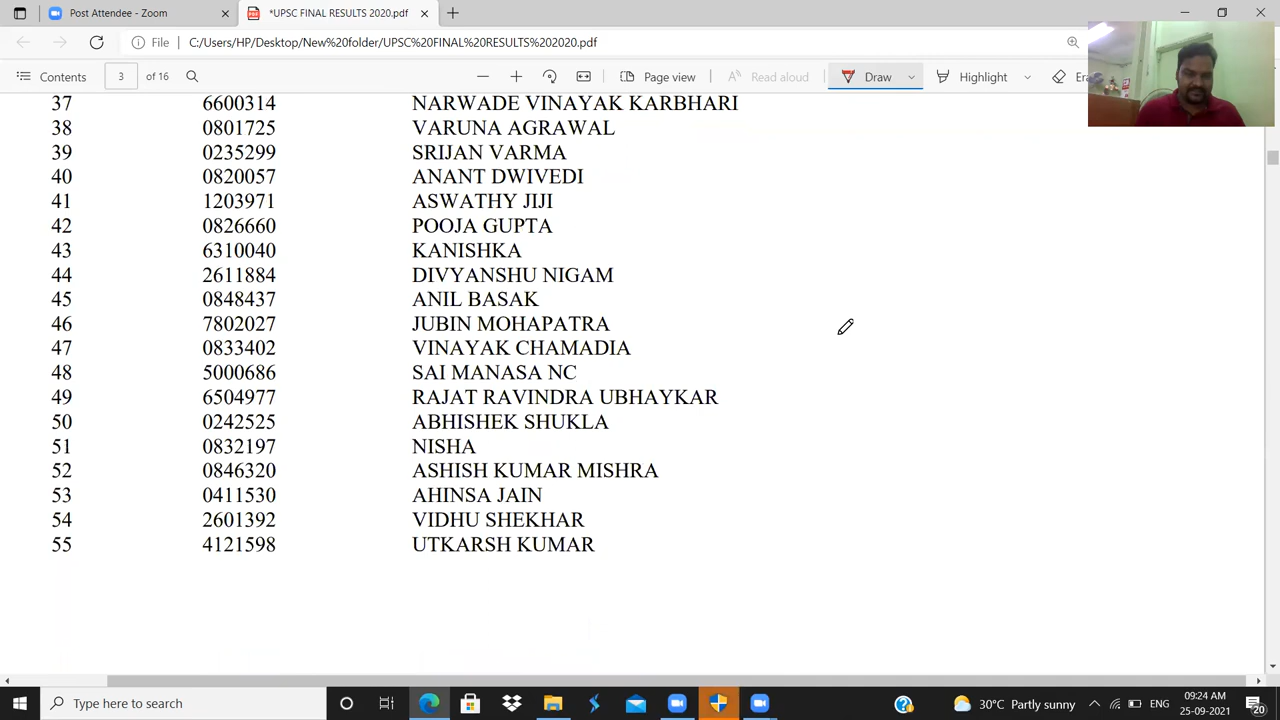 Post Attendee - Zoom
*UPSC FINAL RESULTS 2020.pdf
File C:/Users/HP/Desktop/New%20folder/UPSC%20FINAL%20RESULTS%202020.pdf
Contents 3 of 16 Page view Read aloud Draw Highlight
37 6600314 NARWADE VINAYAK KARBHARI
38 0801725 VARUNA AGRAWAL
39 0235299 SRIJAN VARMA
40 0820057 ANANT DWIVEDI
41 1203971 ASWATHY JIJI
42 0826660 POOJA GUPTA
43 6310040 KANISHKA
44 2611884 DIVYANSHU NIGAM
45 0848437 ANIL BASAK
46 7802027 JUBIN MOHAPATRA
47 0833402 VINAYAK CHAMADIA
48 5000686 SAI MANASA NC
49 6504977 RAJAT RAVINDRA UBHAYKAR
50 0242525 ABHISHEK SHUKLA
51 0832197 NISHA
52 0846320 ASHISH KUMAR MISHRA
53 0411530 AHINSA JAIN
54 2601392 VIDHU SHEKHAR
55 4121598 UTKARSH KUMAR
Type here to search
30°C Partly sunny
ENG
09:24 AM
25-09-2021
20